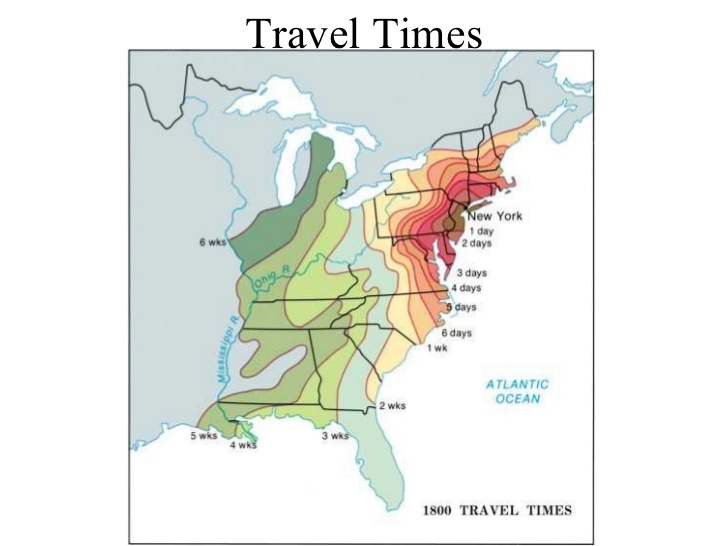 Travel Times
New York
1 day
2 days
6 wks
Ohio R.
3 days
4 days
5 days
6 days
1 wk
Mississippi R.
ATLANTIC
OCEAN
2 wks
5 wks
4 wks
3 wks
1800 TRAVEL TIMES